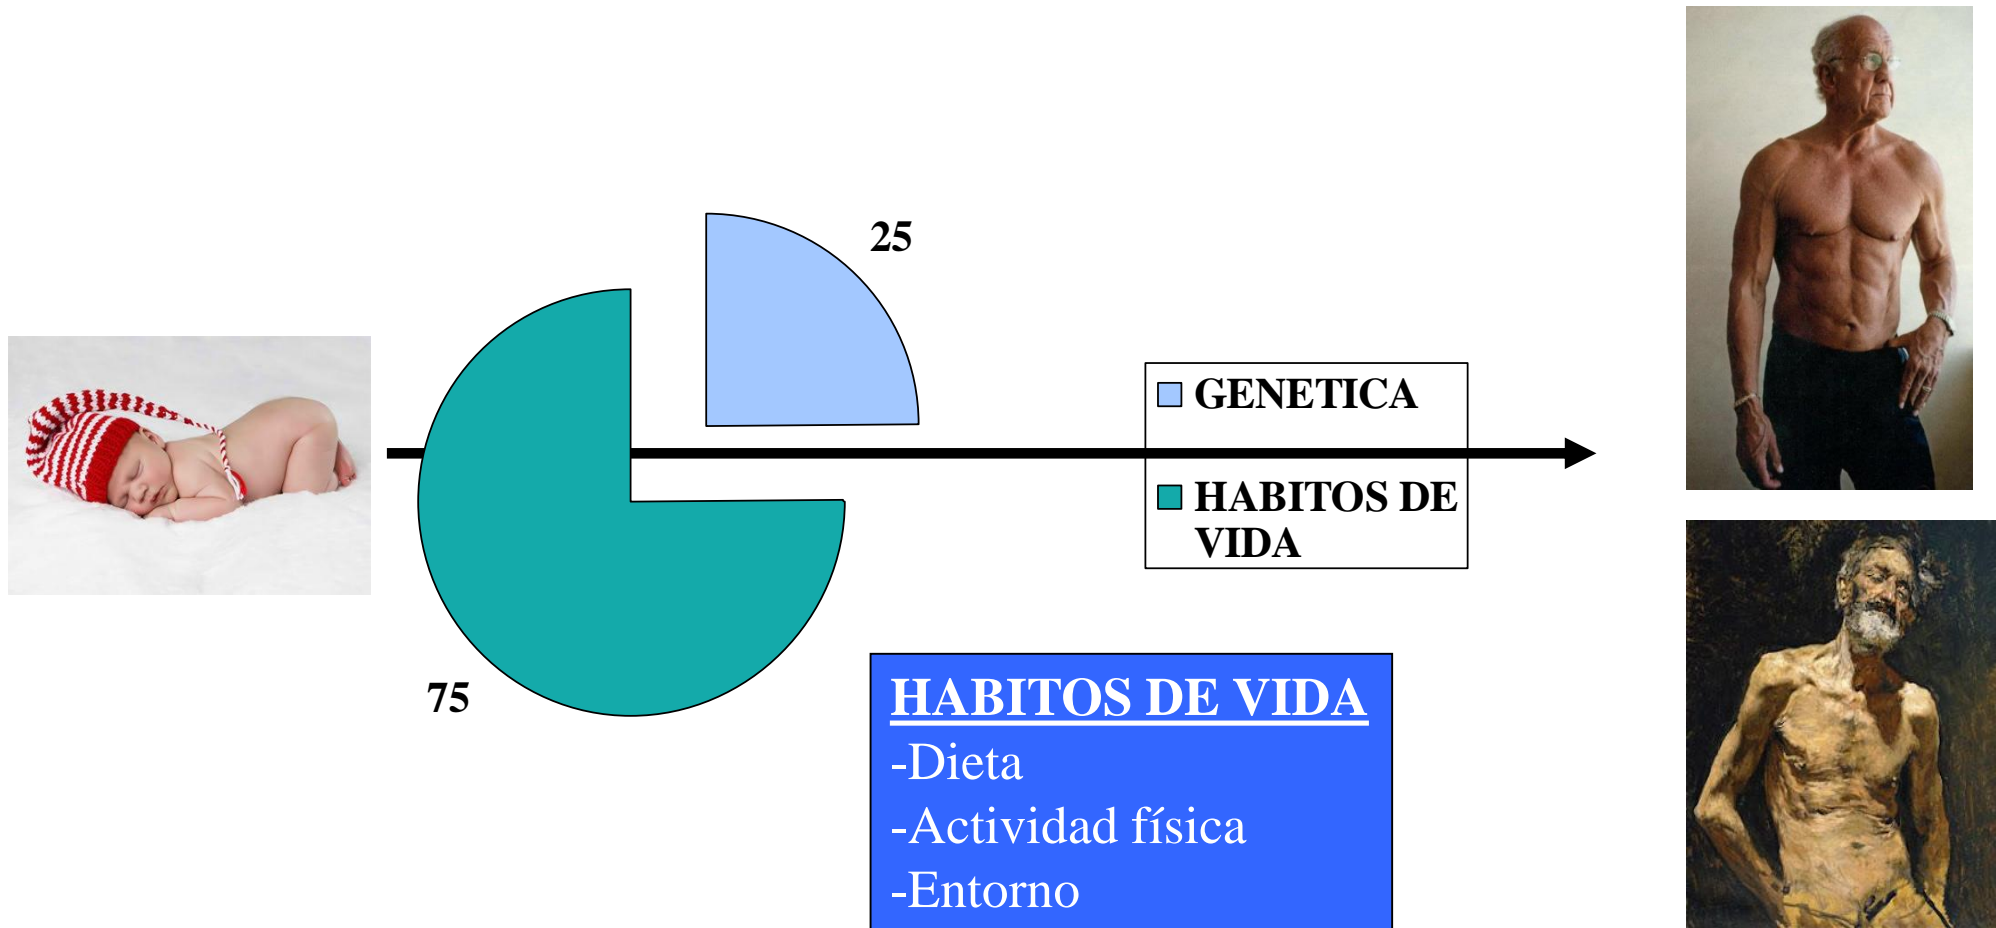 25
GENETICA
HABITOS DE
VIDA
75
HABITOS DE VIDA
-Dieta
-Actividad física
-Entorno